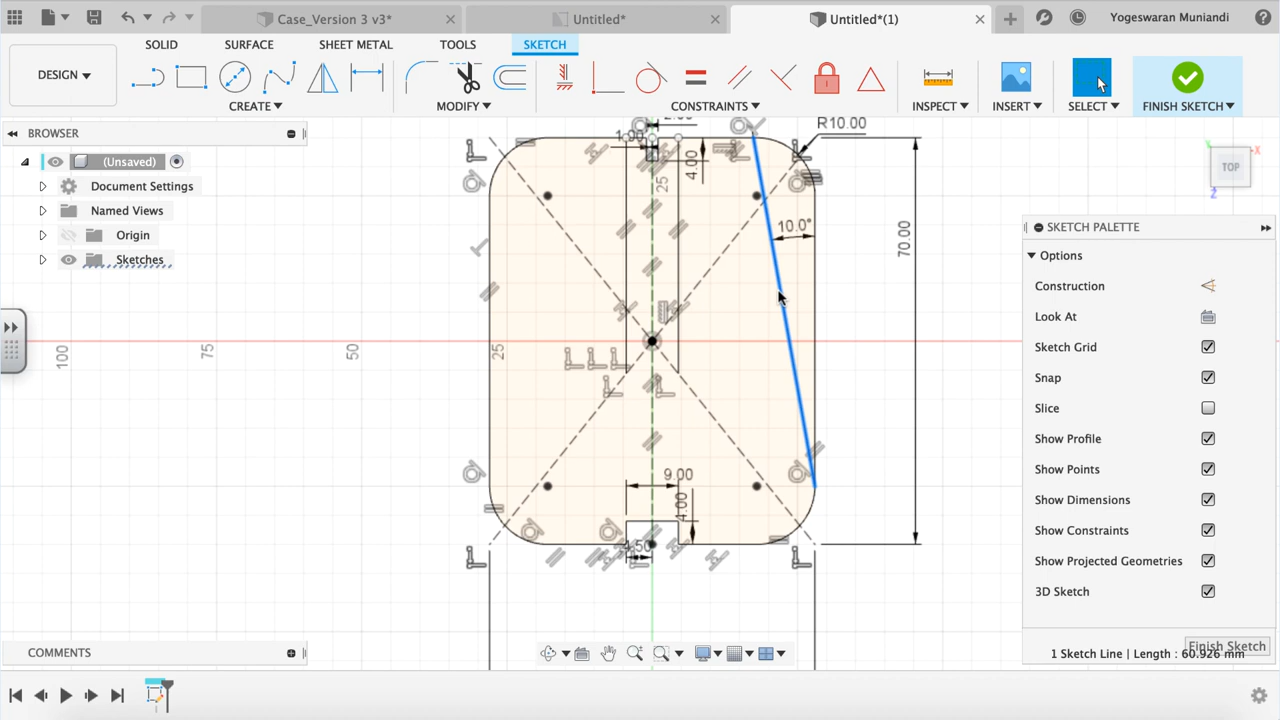 Case_Version 3 v3*
Untitled*
Untitled*(1)
Yogeswaran Muniandi
DESIGN
SOLID
SURFACE
SHEET METAL
TOOLS
SKETCH
CREATE
MODIFY
CONSTRAINTS
INSPECT
INSERT
SELECT
FINISH SKETCH
BROWSER
(Unsaved)
Document Settings
Named Views
Origin
Sketches
R10.00
1.00
4.00
25
10.0°
70.00
TOP
X
Z
100
75
50
25
9.00
4.00
4.50
SKETCH PALETTE
Options
Construction
Look At
Sketch Grid
Snap
Slice
Show Profile
Show Points
Show Dimensions
Show Constraints
Show Projected Geometries
3D Sketch
Finish Sketch
1 Sketch Line | Length : 60.926 mm
COMMENTS